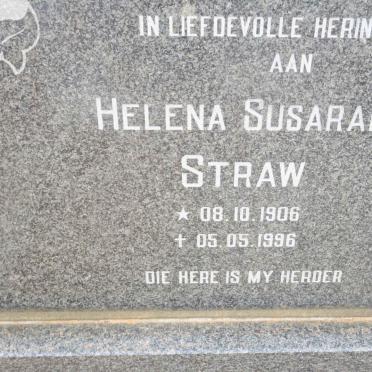 IN LIEFDEVOLLE HERIN
AAN
HELENA SUSARA
STRAW
★ 08.10.1906
✝ 05.05.1996
DIE HERE IS MY HERDER